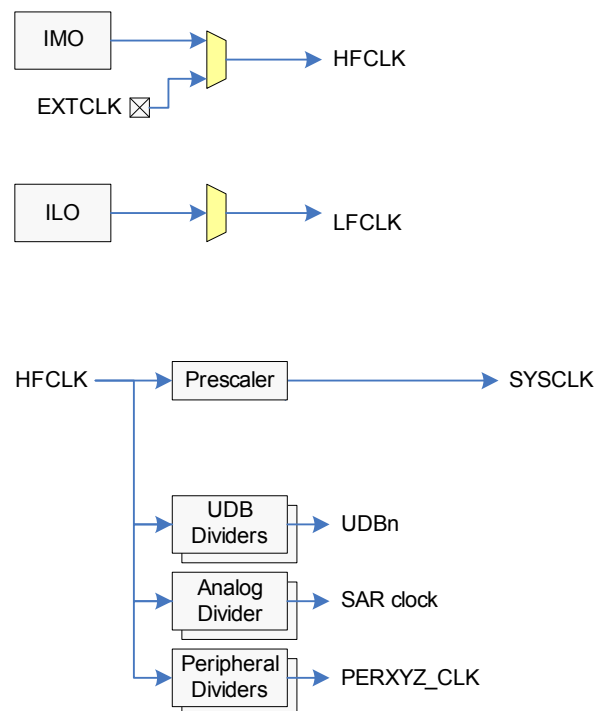 IMO
HFCLK
EXTCLK
ILO
LFCLK
HFCLK
Prescaler
SYSCLK
UDB
Dividers
UDBn
Analog
Divider
SAR clock
Peripheral
Dividers
PERXYZ_CLK